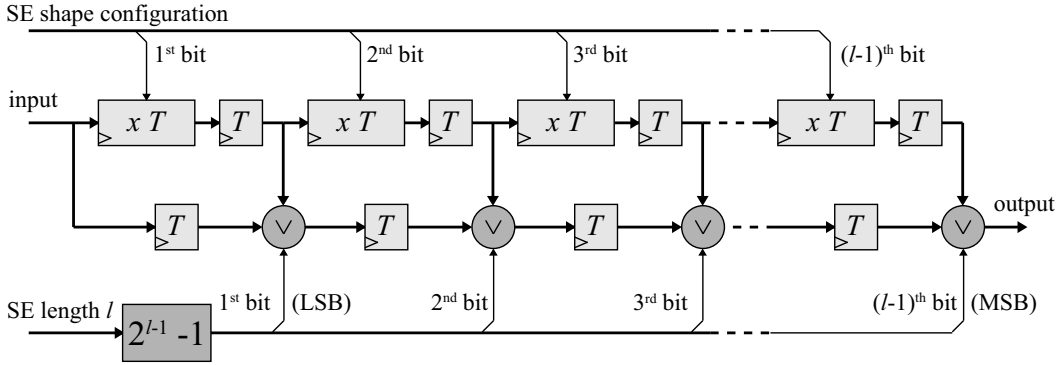 SE shape configuration
1st bit
2nd bit
3rd bit
(l-1)th bit
input
x T
T
x T
T
x T
T
x T
T
T
∨
T
∨
T
∨
T
∨
output
SE length l
2^{l-1} -1
1st bit (LSB)
2nd bit
3rd bit
(l-1)th bit (MSB)